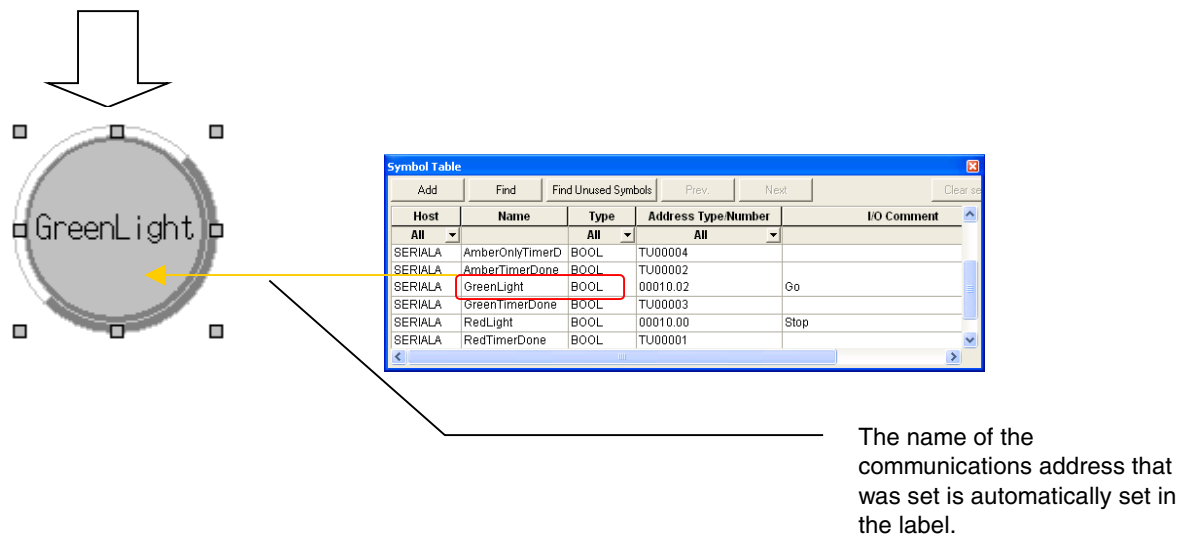 GreenLight
Symbol Table
Add Find Find Unused Symbols Prev. Next Clear se
Host Name Type Address Type/Number I/O Comment
All All All
SERIALA AmberOnlyTimerD BOOL TU00004
SERIALA AmberTimerDone BOOL TU00002
SERIALA GreenLight BOOL 00010.02 Go
SERIALA GreenTimerDone BOOL TU00003
SERIALA RedLight BOOL 00010.00 Stop
SERIALA RedTimerDone BOOL TU00001
The name of the
communications address that
was set is automatically set in
the label.